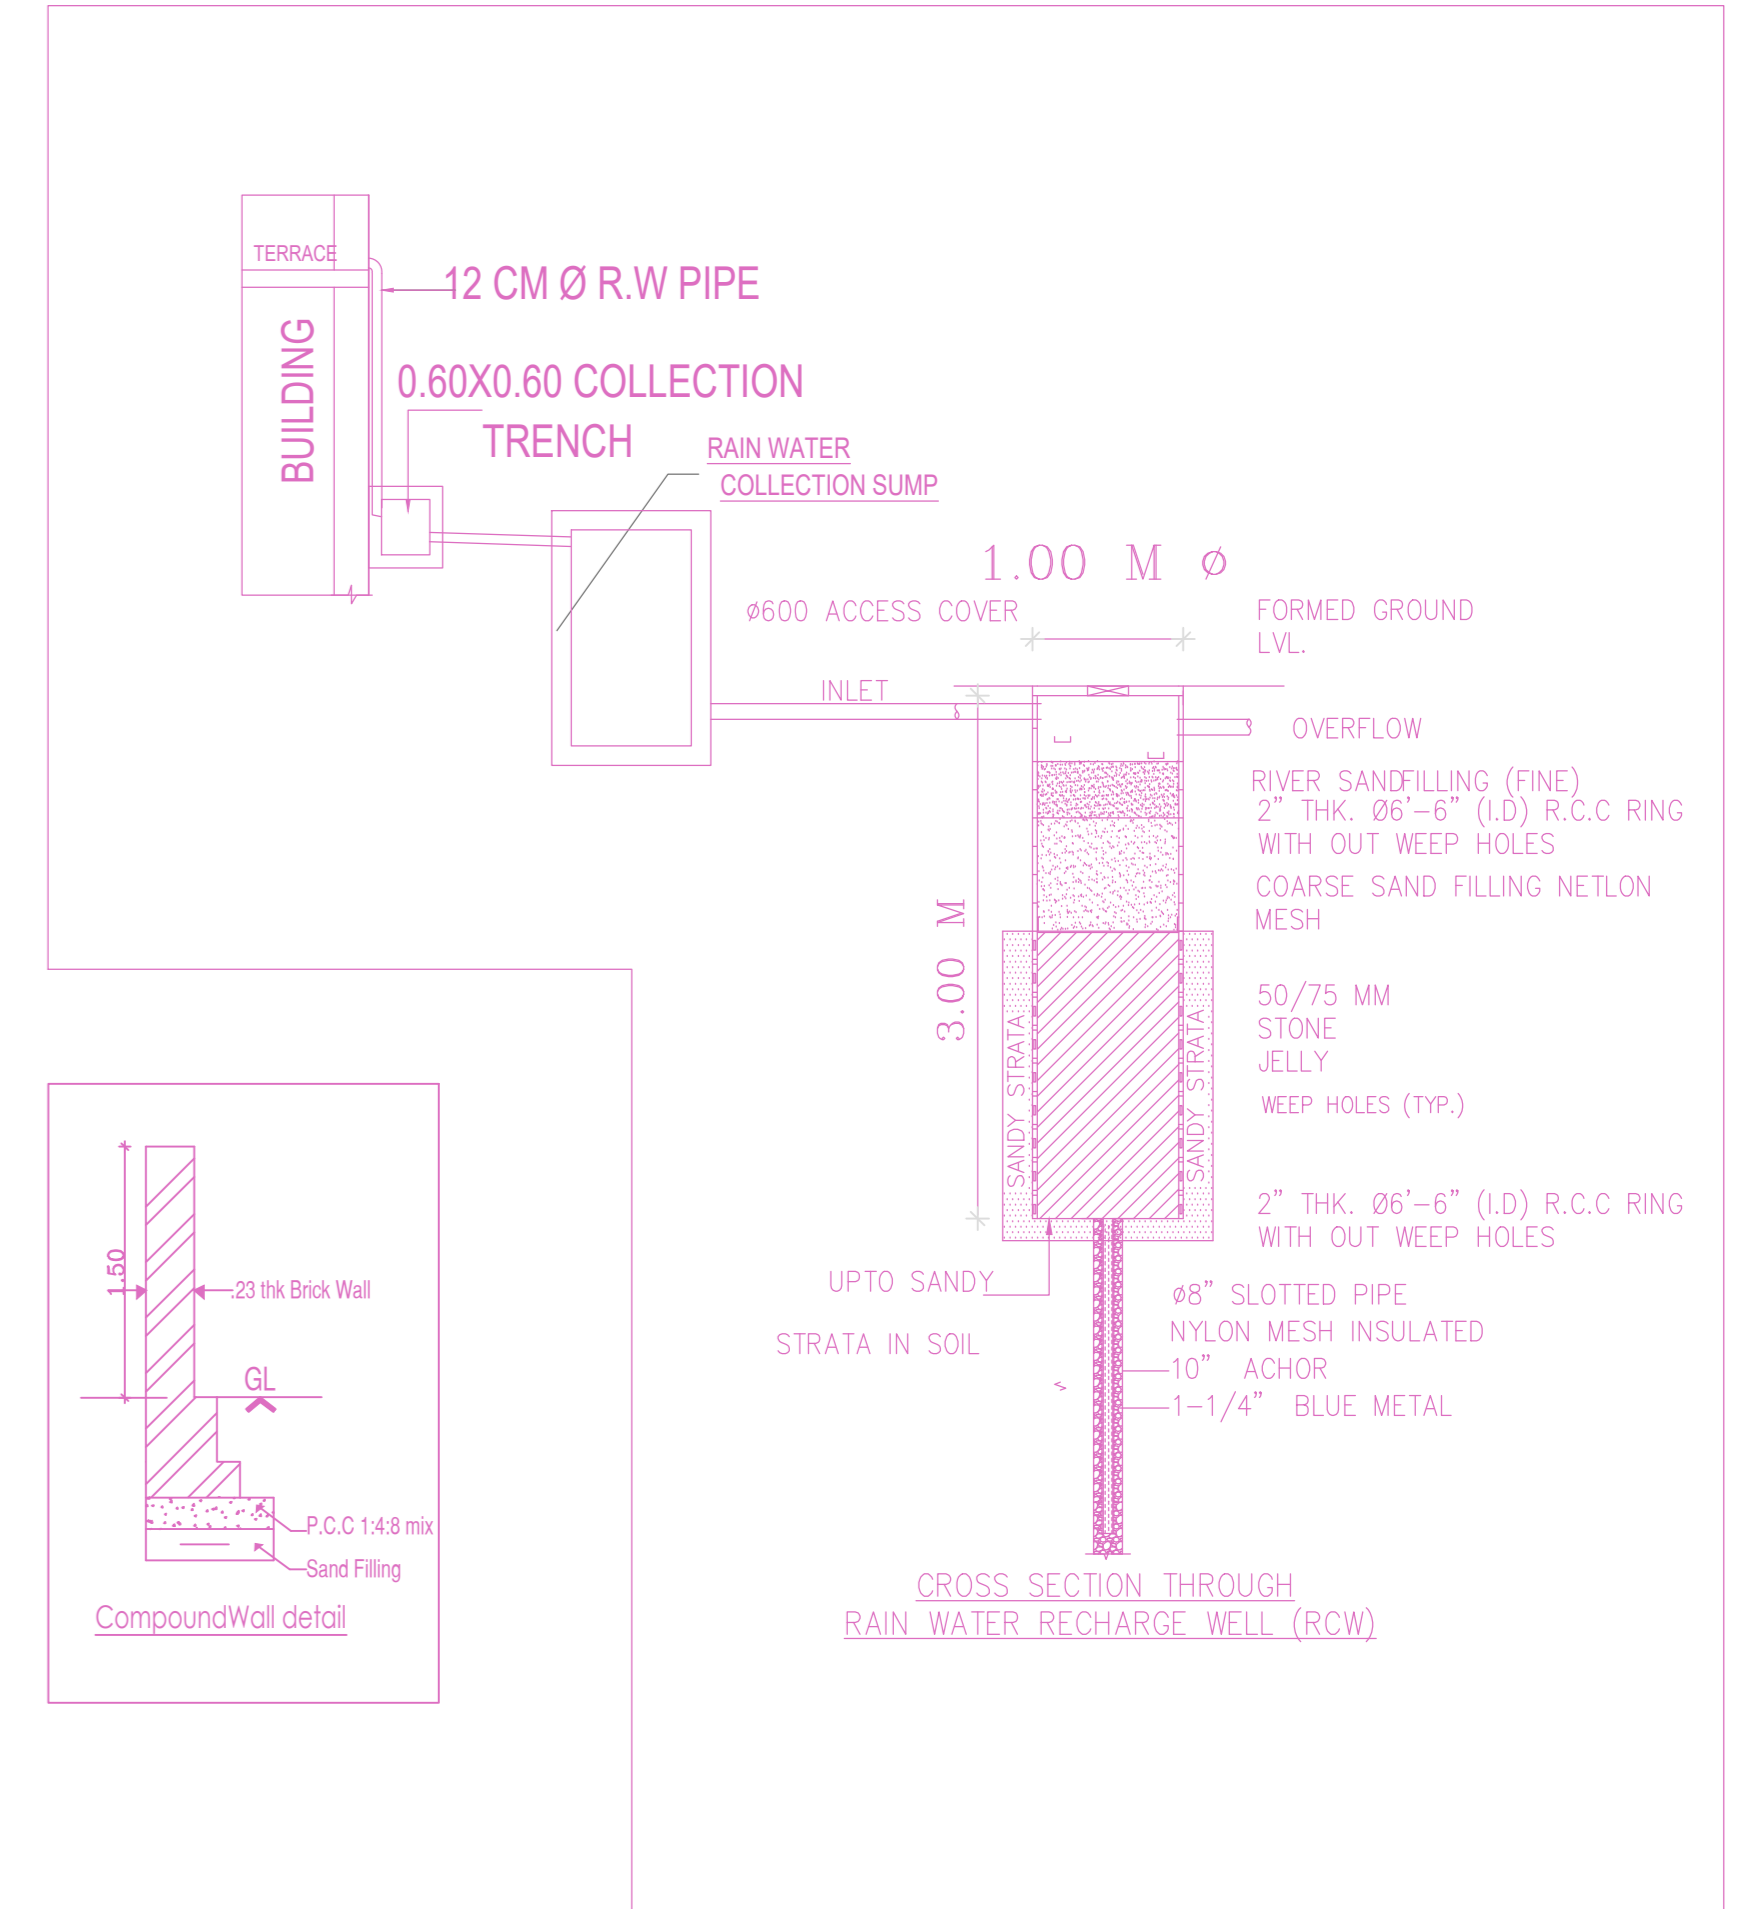 TERRACE
12 CM Ø R.W PIPE
BUILDING
0.60X0.60 COLLECTION
TRENCH
RAIN WATER
COLLECTION SUMP
1.00 M ø
ø600 ACCESS COVER
FORMED GROUND
LVL.
INLET
OVERFLOW
RIVER SANDFILLING (FINE)
2" THK. Ø6'-6" (I.D) R.C.C RING
WITH OUT WEEP HOLES
COARSE SAND FILLING NETLON
MESH
3.00 M
50/75 MM
STONE
JELLY
SANDY STRATA
SANDY STRATA
WEEP HOLES (TYP.)
2" THK. Ø6'-6" (I.D) R.C.C RING
WITH OUT WEEP HOLES
UPTO SANDY
STRATA IN SOIL
ø8" SLOTTED PIPE
NYLON MESH INSULATED
10" ACHOR
1-1/4" BLUE METAL
CROSS SECTION THROUGH
RAIN WATER RECHARGE WELL (RCW)
1.50
.23 thk Brick Wall
GL
P.C.C 1:4:8 mix
Sand Filling
CompoundWall detail